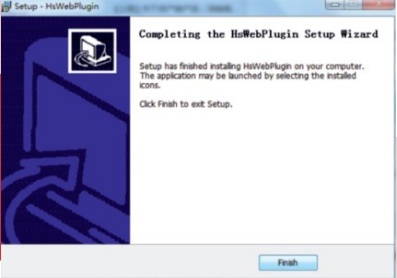 Setup - HsWebPlugin
Completing the HsWebPlugin Setup Wizard
Setup has finished installing HsWebPlugin on your computer.
The application may be launched by selecting the installed
icons.
Click Finish to exit Setup.
Finish